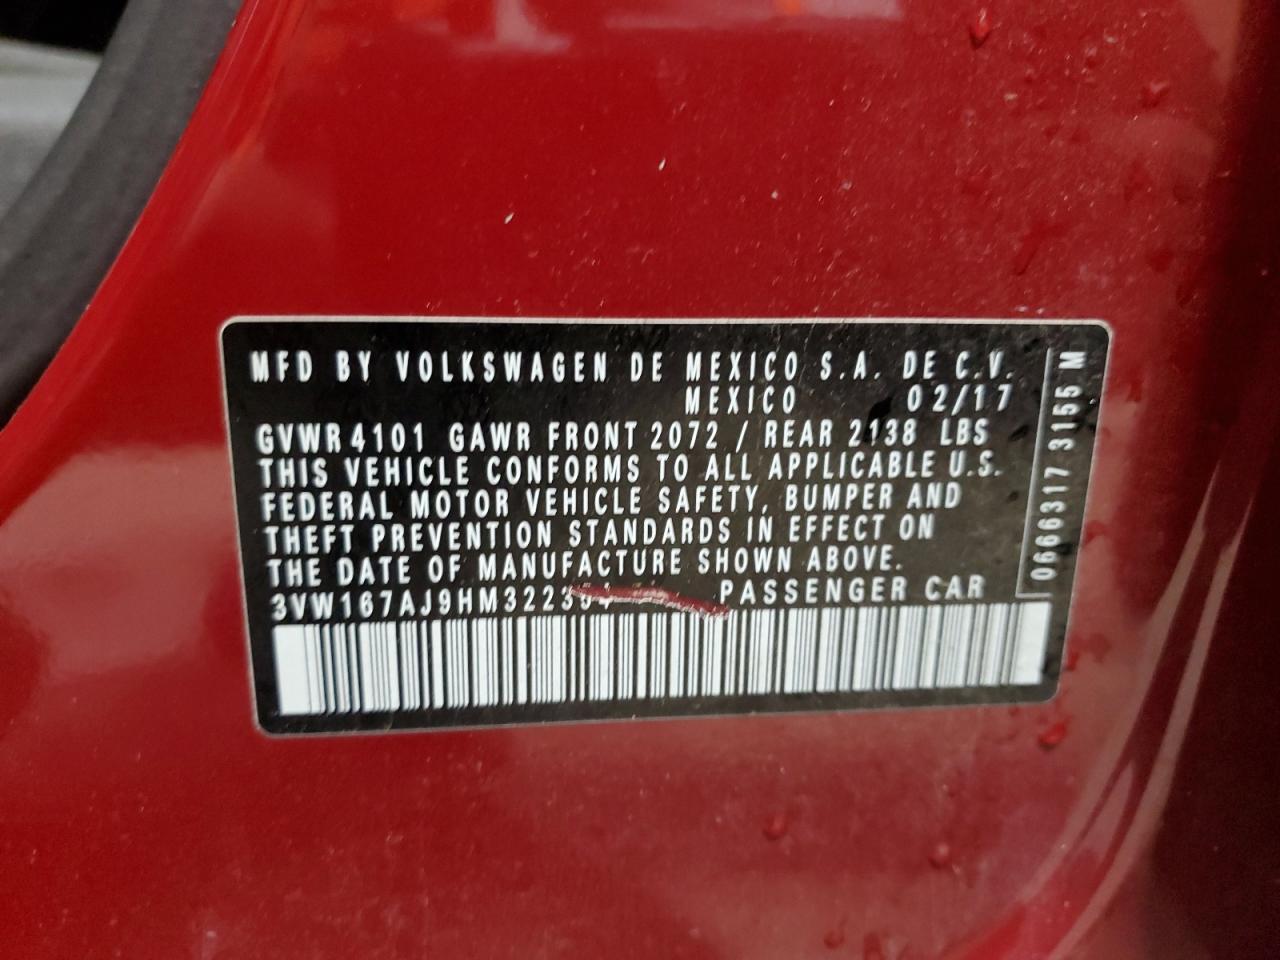 MFD BY VOLKSWAGEN DE MEXICO S.A. DE C.V.
MEXICO 02/17
GVWR 4101 GAWR FRONT 2072 / REAR 2138 LBS
THIS VEHICLE CONFORMS TO ALL APPLICABLE U.S.
FEDERAL MOTOR VEHICLE SAFETY, BUMPER AND
THEFT PREVENTION STANDARDS IN EFFECT ON
THE DATE OF MANUFACTURE SHOWN ABOVE.
PASSENGER CAR
0666317 3155 M